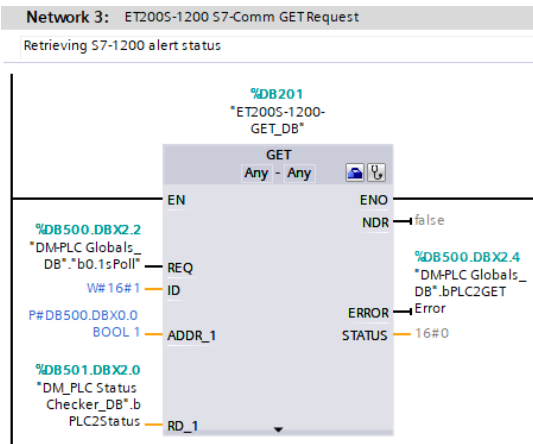 Network 3: ET200S-1200 S7-Comm GET Request
Retrieving S7-1200 alert status
%DB201
"ET200S-1200-
GET_DB"
GET
Any - Any
EN
ENO
NDR
false
%DB500.DBX2.2
"DM-PLC Globals_
DB"."b0.1sPoll"
REQ
W#16#1
ID
P#DB500.DBX0.0
BOOL 1
ADDR_1
%DB501.DBX2.0
"DM_PLC Status
Checker_DB".b
PLC2Status
RD_1
%DB500.DBX2.4
"DM-PLC Globals_
DB".bPLC2GET
Error
ERROR
STATUS
16#0